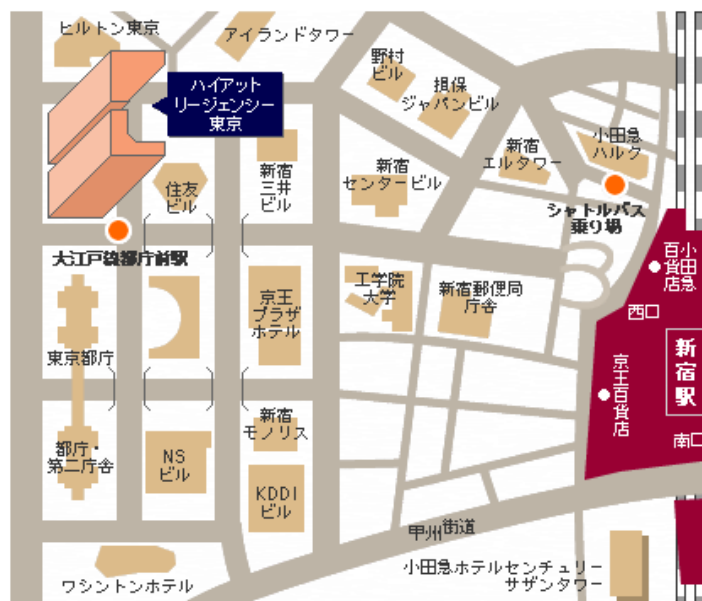 ヒルトン東京
アイランドタワー
野村
ビル
損保
ジャパンビル
ハイアット
リージェンシー
東京
小田急
ハルク
新宿
エルタワー
住友
ビル
新宿
三井
ビル
新宿
センタービル
シャトルバス
乗り場
大江戸線都庁前駅
小田急
百貨店
京王
プラザ
ホテル
工学院
大学
新宿郵便局
庁舎
西口
新宿駅
東京都庁
京王百貨店
新宿
モノリス
南口
都庁・
第二庁舎
NS
ビル
KDDI
ビル
甲州街道
ワシントンホテル
小田急ホテルセンチュリー
サザンタワー